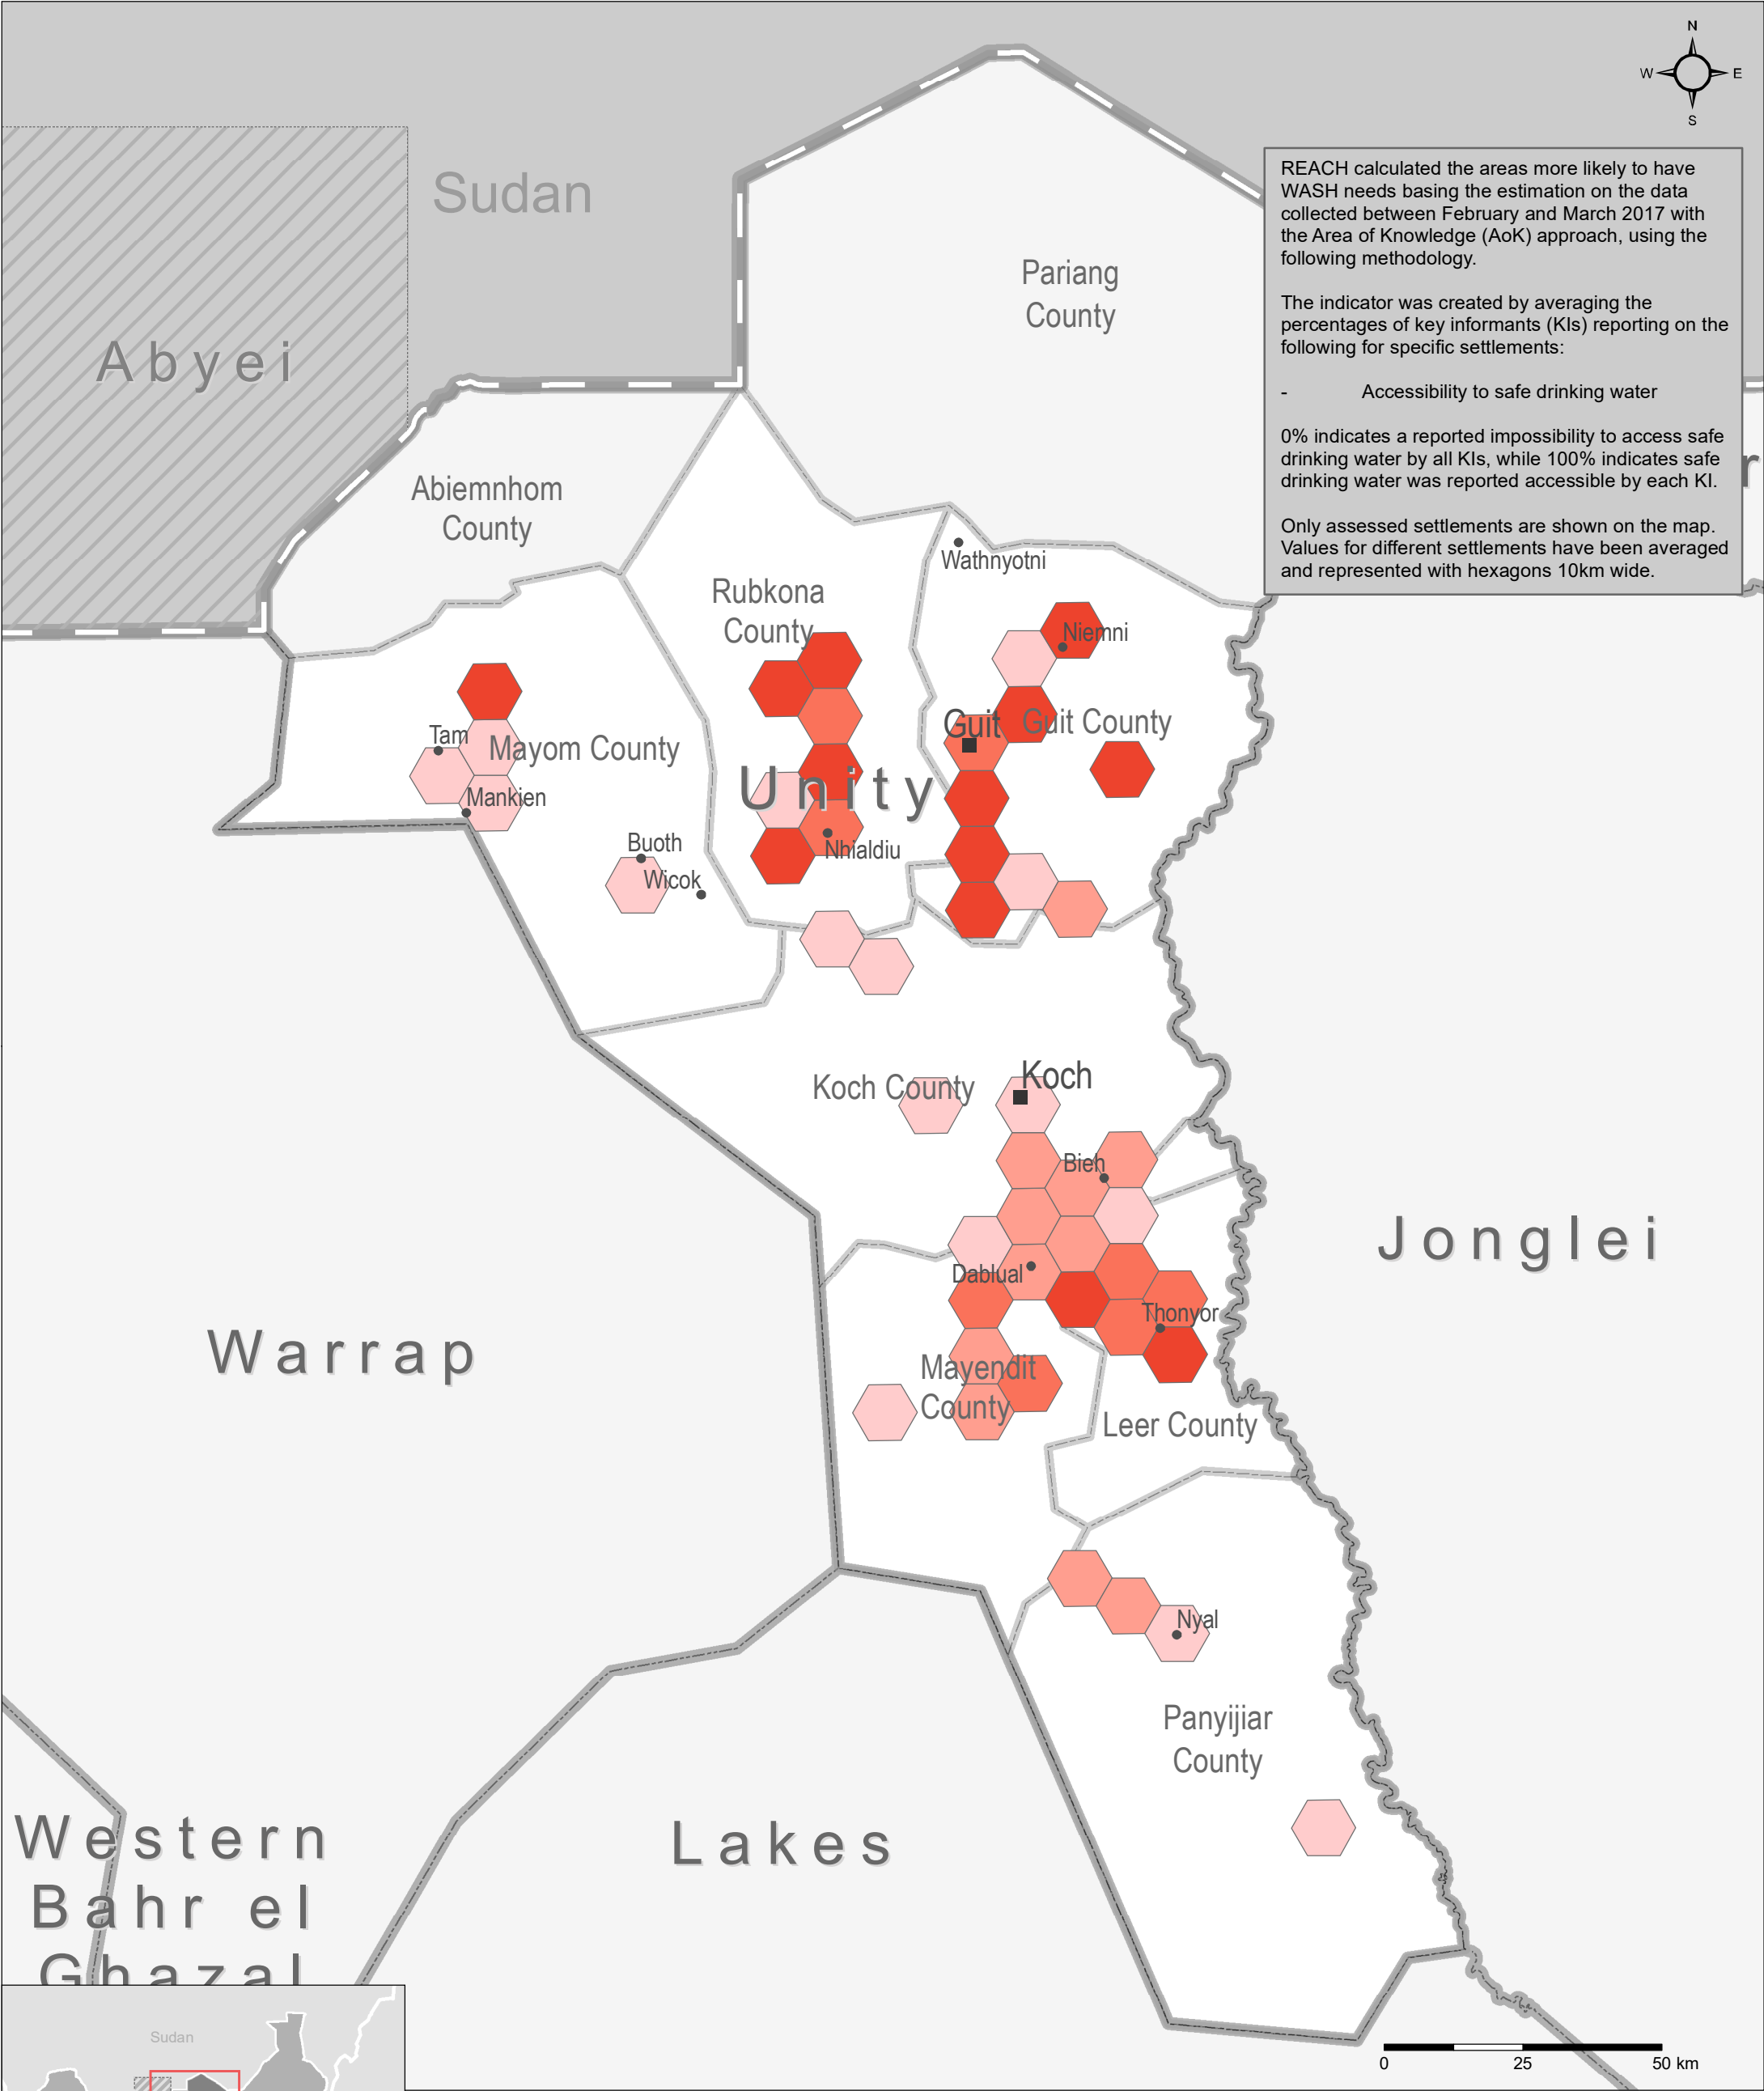 N
W
E
S
REACH calculated the areas more likely to have
WASH needs basing the estimation on the data
collected between February and March 2017 with
the Area of Knowledge (AoK) approach, using the
following methodology.
The indicator was created by averaging the
percentages of key informants (KIs) reporting on the
following for specific settlements:
- Accessibility to safe drinking water
0% indicates a reported impossibility to access safe
drinking water by all KIs, while 100% indicates safe
drinking water was reported accessible by each KI.
Only assessed settlements are shown on the map.
Values for different settlements have been averaged
and represented with hexagons 10km wide.
Sudan
Pariang
County
Abyei
r
Abiemnhom
County
Wathnyotni
Rubkona
County
Niemni
Guit
Guit County
Tam
Mayom County
Unity
Mankien
Buoth
Nhialdiu
Wicok
Koch
Koch County
Bieh
Jonglei
Dablual
Thonyor
Warrap
Mayendit
County
Leer County
Nyal
Panyijiar
County
Western
Bahr el
Ghazal
Lakes
Sudan
0
25
50 km